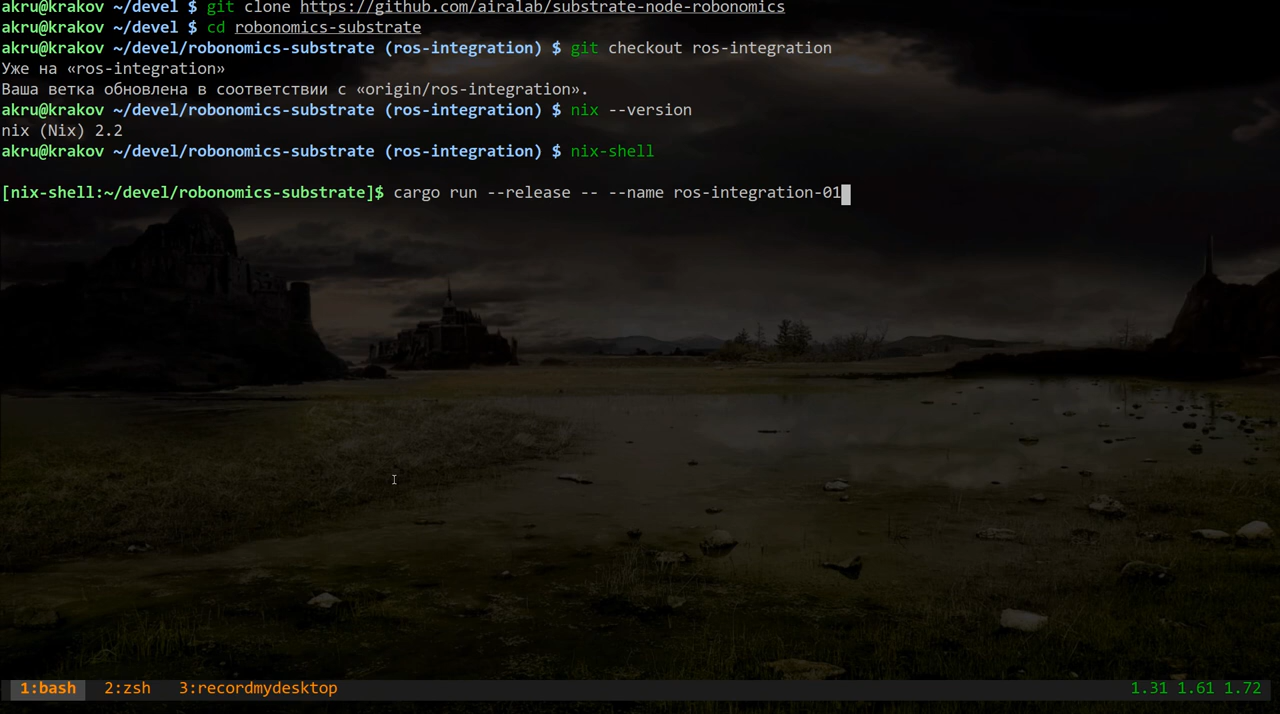 akru@krakov ~/devel $ git clone https://github.com/airalab/substrate-node-robonomics
akru@krakov ~/devel $ cd robonomics-substrate
akru@krakov ~/devel/robonomics-substrate (ros-integration) $ git checkout ros-integration
Уже на «ros-integration»
Ваша ветка обновлена в соответствии с «origin/ros-integration».
akru@krakov ~/devel/robonomics-substrate (ros-integration) $ nix --version
nix (Nix) 2.2
akru@krakov ~/devel/robonomics-substrate (ros-integration) $ nix-shell
[nix-shell:~/devel/robonomics-substrate]$ cargo run --release -- --name ros-integration-01
1:bash 2:zsh 3:recordmydesktop 1.31 1.61 1.72